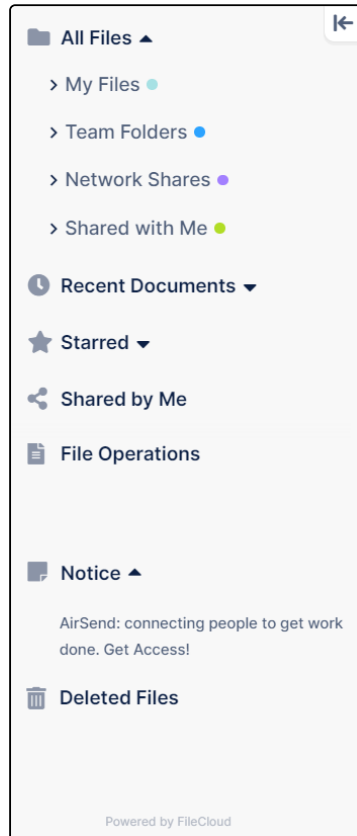 All Files
My Files
Team Folders
Network Shares
Shared with Me
Recent Documents
Starred
Shared by Me
File Operations
Notice
AirSend: connecting people to get work
done. Get Access!
Deleted Files
Powered by FileCloud